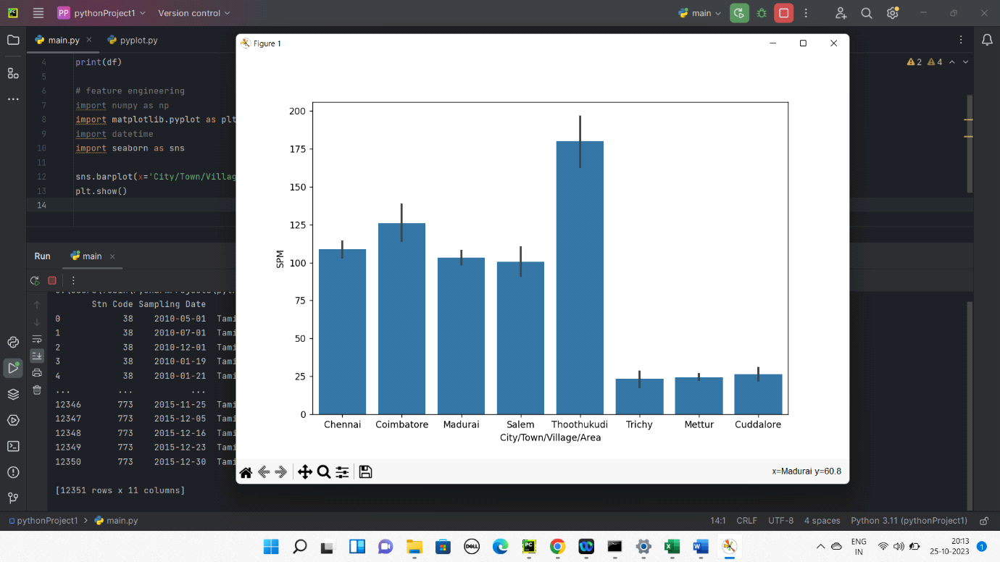 PC
PP pythonProject1 Version control
main
main.py
pyplot.py
Figure 1
4 print(df)
5
6 # feature engineering
7 import numpy as np
8 import matplotlib.pyplot as plt
9 import datetime
10 import seaborn as sns
11
12 sns.barplot(x='City/Town/Villag
13 plt.show()
14
2 4
200
175
150
125
100
75
50
25
0
SPM
Chennai Coimbatore Madurai Salem Thoothukudi Trichy Mettur Cuddalore
City/Town/Village/Area
x=Madurai y=60.8
Run main
Stn Code Sampling Date
0 38 2010-05-01 Tami
1 38 2010-07-01 Tami
2 38 2010-12-01 Tami
3 38 2010-01-19 Tami
4 38 2010-01-21 Tami
... ... ...
12346 773 2015-11-25 Tami
12347 773 2015-12-05 Tami
12348 773 2015-12-16 Tami
12349 773 2015-12-23 Tami
12350 773 2015-12-30 Tami
[12351 rows x 11 columns]
pythonProject1 > main.py
14:1 CRLF UTF-8 4 spaces Python 3.11 (pythonProject1)
DELL
PC
ENG
IN
20:13
25-10-2023
1